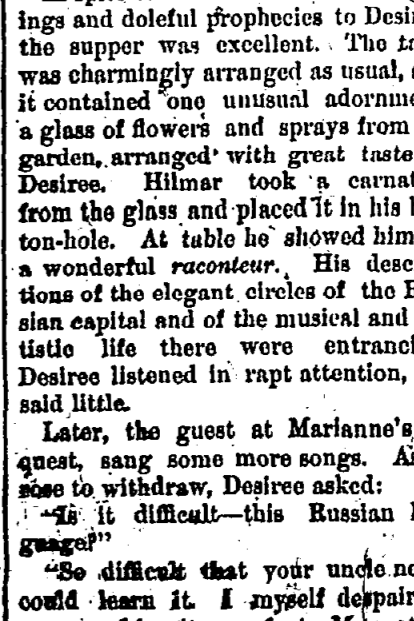 ings and doleful prophecies to Desi
the supper was excellent. The ta
was charmingly arranged as usual,
it contained one unusual adornme
a glass of flowers and sprays from
garden, arranged with great taste
Desiree. Hilmar took a carnat
from the glass and placed it in his b
ton-hole. At table he showed him
a wonderful raconteur. His desc
tions of the elegant circles of the
sian capital and of the musical and
tistic life there were entranci
Desiree listened in rapt attention,
said little.
Later, the guest at Marianne's
quest, sang some more songs. A
rose to withdraw, Desiree asked:
"Is it difficult—this Russian
guage?"
"So difficult that your uncle ne
could learn it. I myself despair